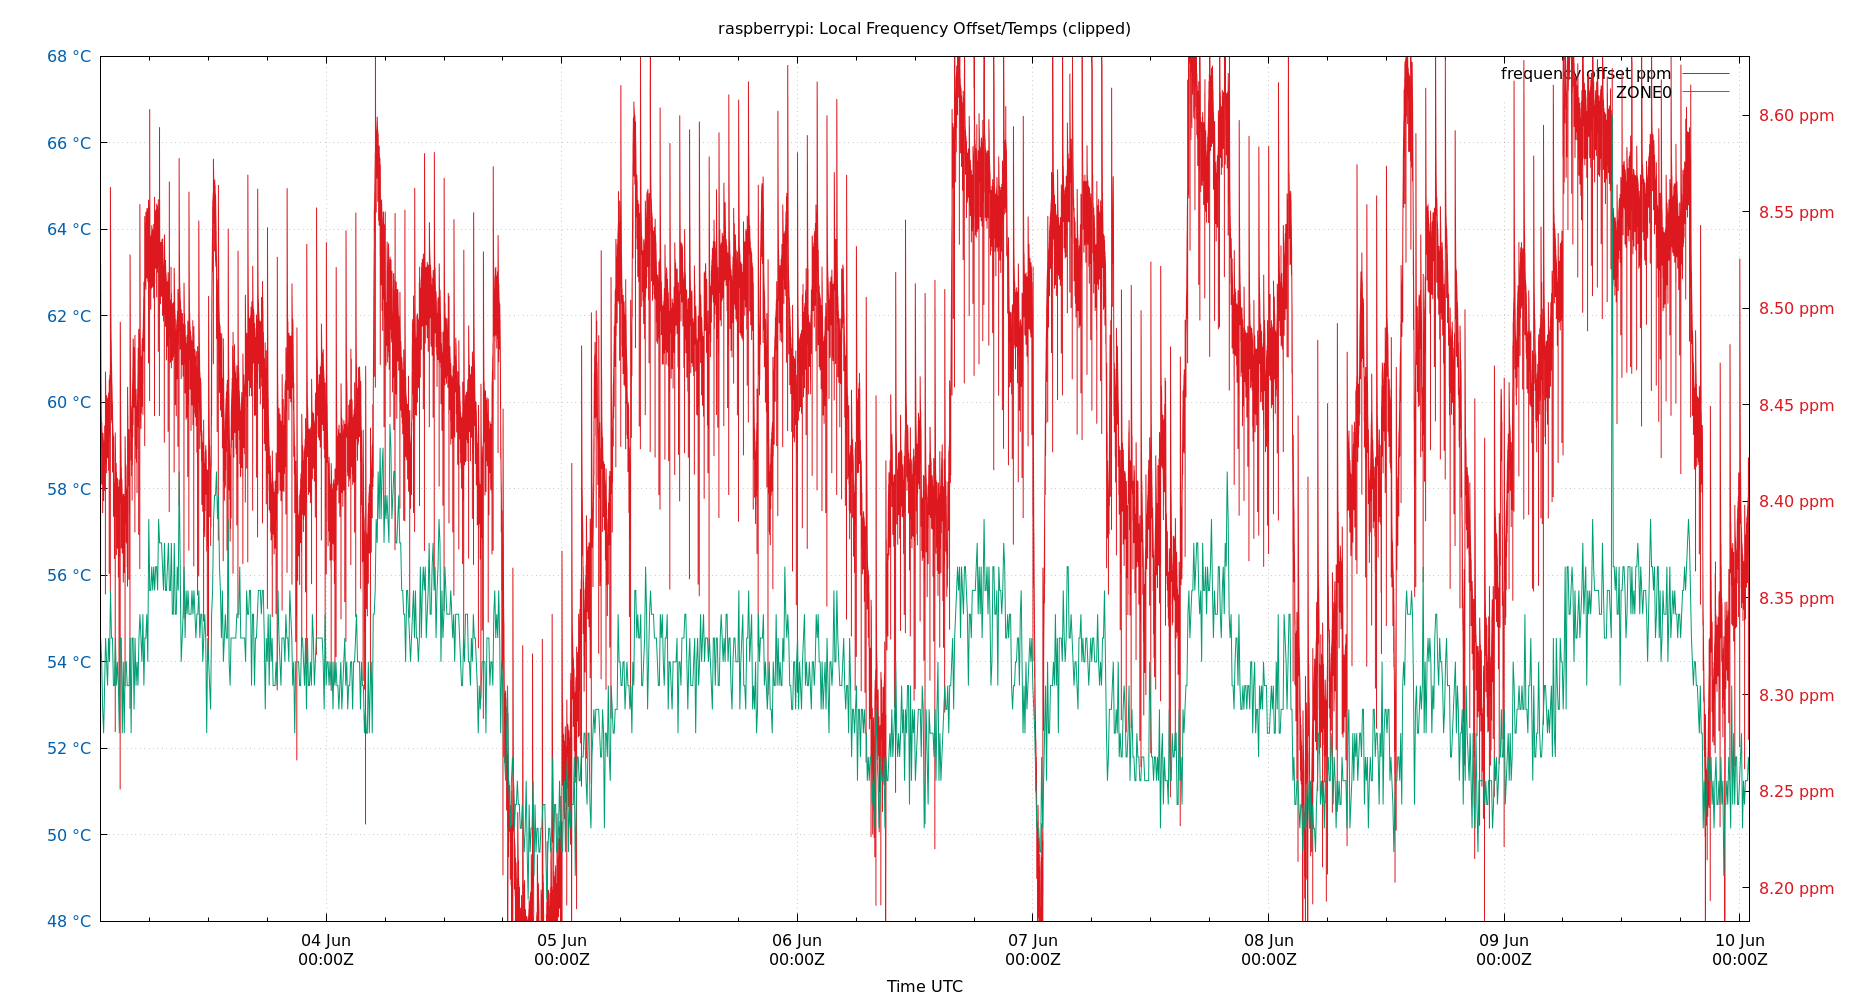 raspberrypi: Local Frequency Offset/Temps (clipped)
68 °C
66 °C
64 °C
62 °C
60 °C
58 °C
56 °C
54 °C
52 °C
50 °C
48 °C
frequency offset ppm
ZONE0
8.60 ppm
8.55 ppm
8.50 ppm
8.45 ppm
8.40 ppm
8.35 ppm
8.30 ppm
8.25 ppm
8.20 ppm
04 Jun 05 Jun 06 Jun 07 Jun 08 Jun 09 Jun 10 Jun
00:00Z 00:00Z 00:00Z 00:00Z 00:00Z 00:00Z 00:00Z
Time UTC